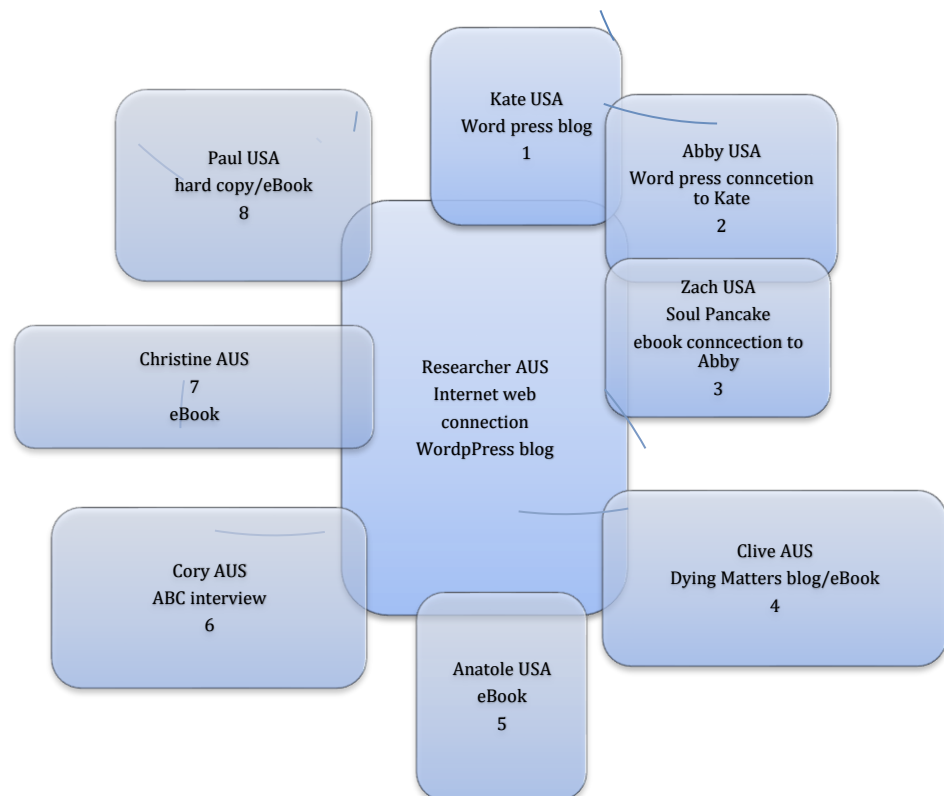 Kate USA
Word press blog
1
Abby USA
Word press conncetion
to Kate
2
Zach USA
Soul Pancake
ebook conncection to
Abby
3
Clive AUS
Dying Matters blog/eBook
4
Anatole USA
eBook
5
Cory AUS
ABC interview
6
Christine AUS
7
eBook
Paul USA
hard copy/eBook
8
Researcher AUS
Internet web
connection
WordpPress blog